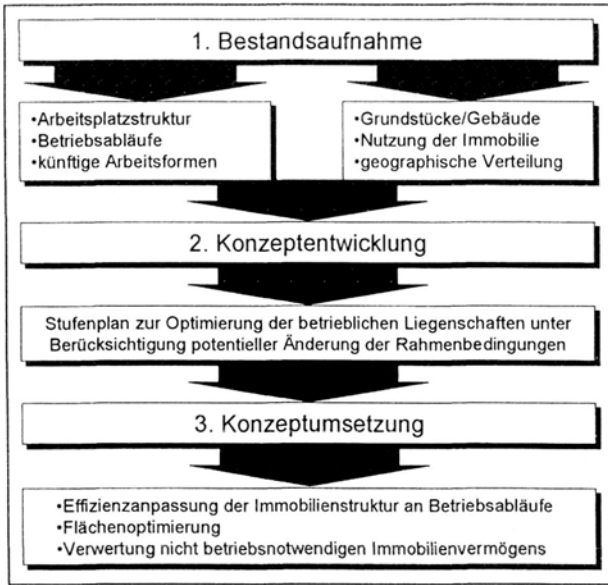 1. Bestandsaufnahme
•Arbeitsplatzstruktur
•Betriebsabläufe
•künftige Arbeitsformen
•Grundstücke/Gebäude
•Nutzung der Immobilie
•geographische Verteilung
2. Konzeptentwicklung
Stufenplan zur Optimierung der betrieblichen Liegenschaften unter
Berücksichtigung potentieller Änderung der Rahmenbedingungen
3. Konzeptumsetzung
•Effizienzanpassung der Immobilienstruktur an Betriebsabläufe
•Flächenoptimierung
•Verwertung nicht betriebsnotwendigen Immobilienvermögens